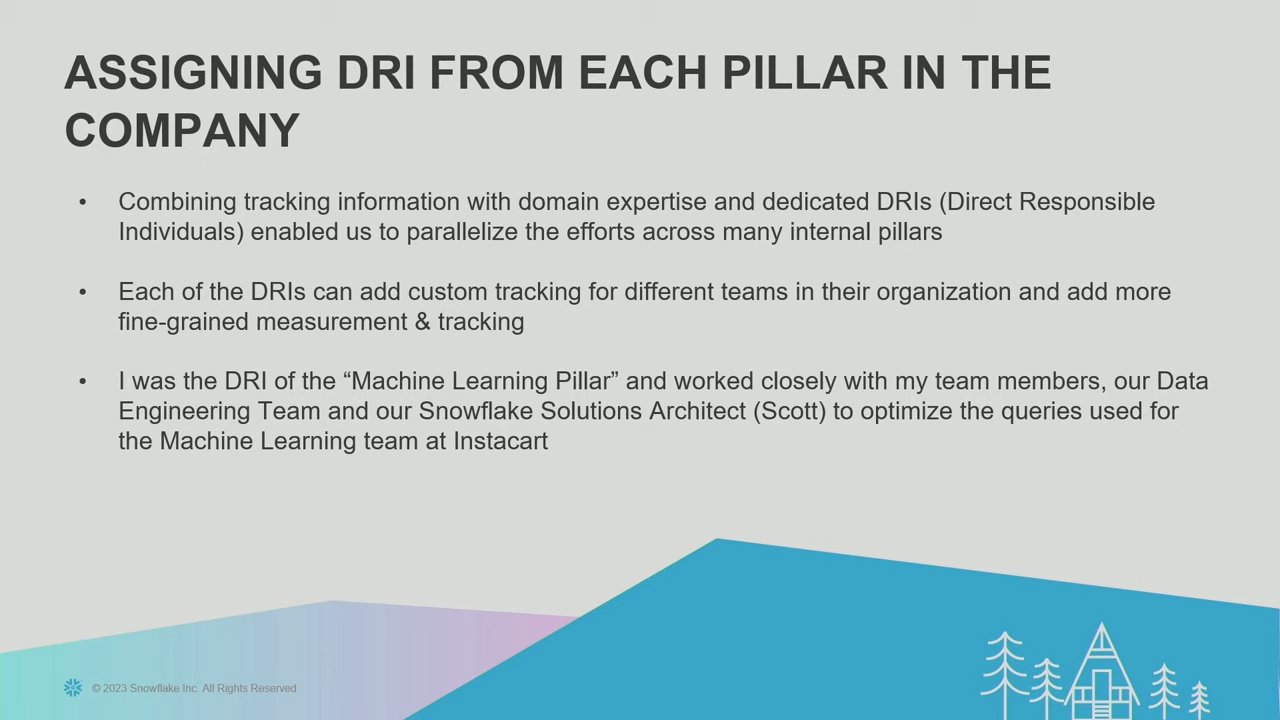 ASSIGNING DRI FROM EACH PILLAR IN THE
COMPANY
• Combining tracking information with domain expertise and dedicated DRIs (Direct Responsible
Individuals) enabled us to parallelize the efforts across many internal pillars
• Each of the DRIs can add custom tracking for different teams in their organization and add more
fine-grained measurement & tracking
• I was the DRI of the “Machine Learning Pillar” and worked closely with my team members, our Data
Engineering Team and our Snowflake Solutions Architect (Scott) to optimize the queries used for
the Machine Learning team at Instacart
© 2023 Snowflake Inc. All Rights Reserved